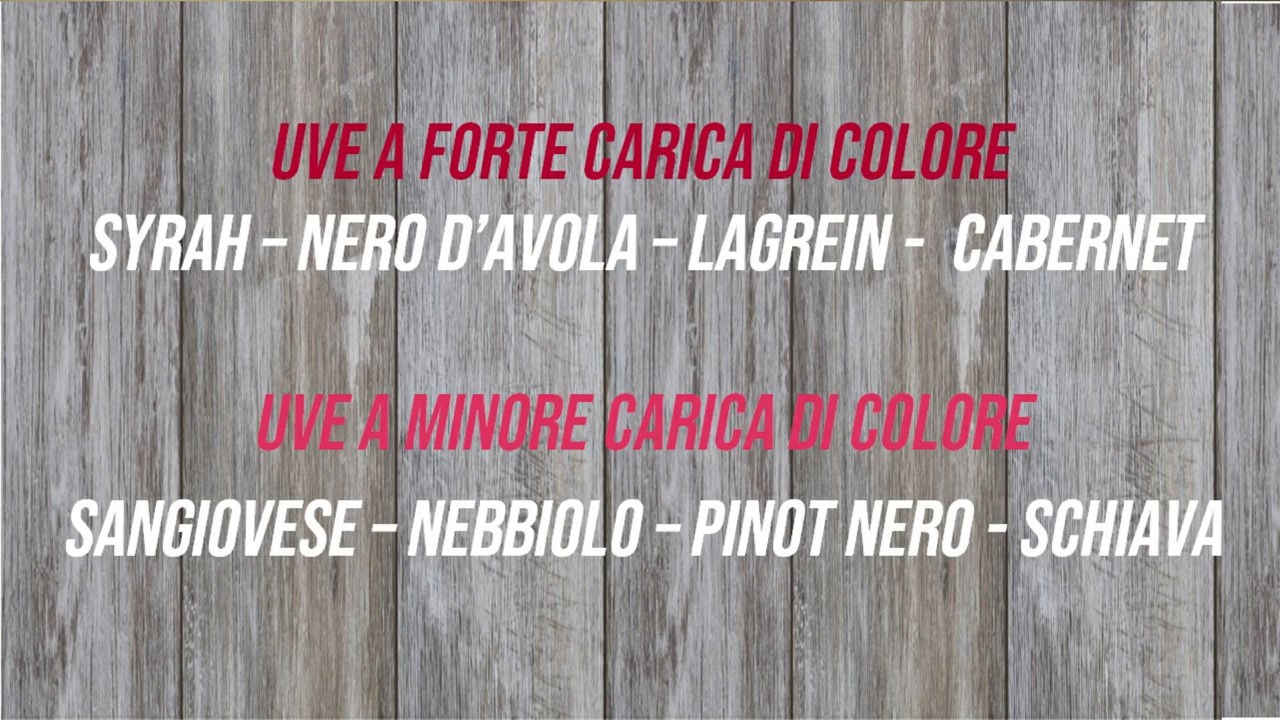 UVE A FORTE CARICA DI COLORE
SYRAH – NERO D’AVOLA – LAGREIN - CABERNET
UVE A MINORE CARICA DI COLORE
SANGIOVESE – NEBBIOLO – PINOT NERO - SCHIAVA